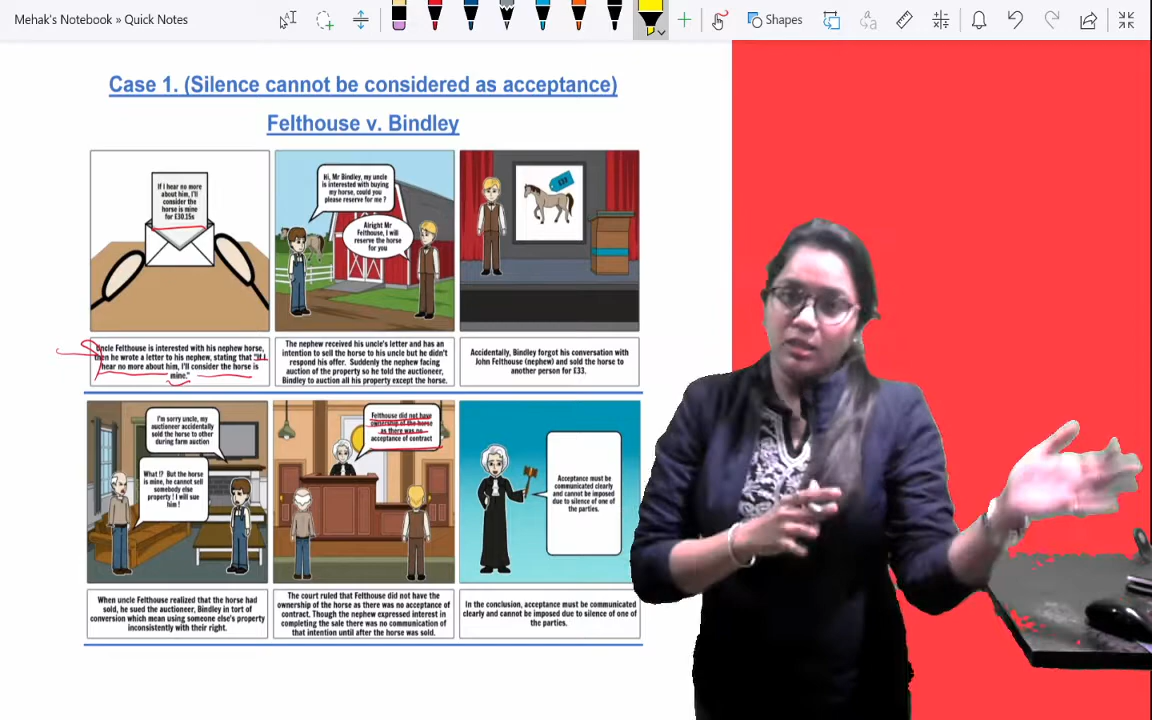 Mehak's Notebook » Quick Notes
Shapes
Case 1. (Silence cannot be considered as acceptance)
Felthouse v. Bindley
If I hear no more
about him, I'll
consider the
horse is mine
for £30.15s
Hi, Mr Bindley, my uncle
is interested with buying
my horse, could you
please reserve for me ?
Alright Mr
Felthouse, I will
reserve the horse
for you
£33
Uncle Felthouse is interested with his nephew horse,
then he wrote a letter to his nephew, stating that "If I
hear no more about him, I'll consider the horse is
mine."
The nephew received his uncle's letter and has an
intention to sell the horse to his uncle but he didn't
respond his offer. Suddenly the nephew facing
auction of the property so he told the auctioneer,
Bindley to auction all his property except the horse.
Accidentally, Bindley forgot his conversation with
John Felthouse (nephew) and sold the horse to
another person for £33.
I'm sorry uncle, my
auctioneer accidentally
sold the horse to other
during farm auction
What !? But the horse
is mine, he cannot sell
somebody else
property ! I will sue
him !
Felthouse did not have
ownership of the horse
as there was no
acceptance of contract
Acceptance must be
communicated clearly
and cannot be imposed
due to silence of one of
the parties.
When uncle Felthouse realized that the horse had
sold, he sued the auctioneer, Bindley in tort of
conversion which mean using someone else's property
inconsistently with their right.
The court ruled that Felthouse did not have the
ownership of the horse as there was no acceptance of
contract. Though the nephew expressed interest in
completing the sale there was no communication of
that intention until after the horse was sold.
In the conclusion, acceptance must be communicated
clearly and cannot be imposed due to silence of one of
the parties.